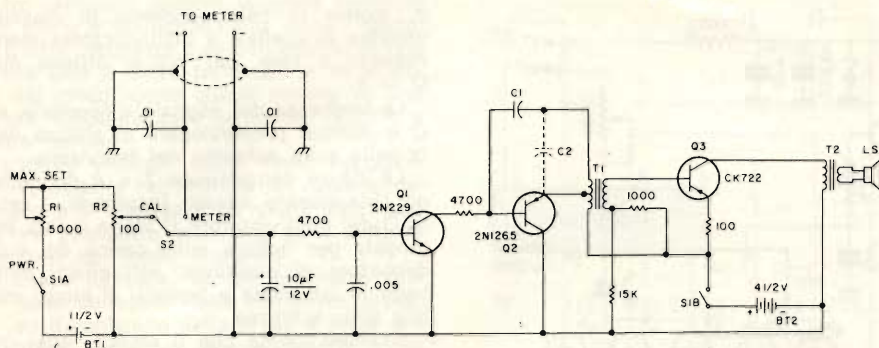 TO METER
+ −
.01 .01
C1
C2
T1
Q3
CK722
T2
LS
MAX. SET
R1
5000
R2
100
CAL.
METER
S2
4700
Q1
2N229
4700
2N1265
Q2
1000
100
PWR.
S1A
10µF
12V
.005
15K
S1B
4 1/2 V
+ −
BT2
1 1/2 V
+ −
BT1